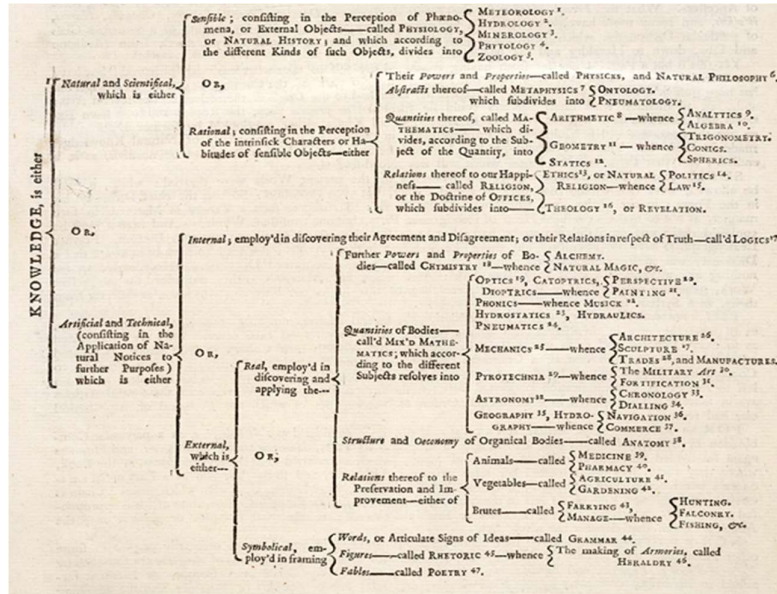 KNOWLEDGE, is either
Natural and Scientifical, which is either
Sensible; consisting in the Perception of Phænomena, or External Objects—called PHYSIOLOGY, or NATURAL HISTORY; and which according to the different Kinds of such Objects, divides into
METEOROLOGY 1.
HYDROLOGY 2.
MINEROLOGY 3.
PHYTOLOGY 4.
ZOOLOGY 5.
OR,
Rational; consisting in the Perception of the intrinsick Characters or Habitudes of sensible Objects—either
Their Powers and Properties—called PHYSICKS, and NATURAL PHILOSOPHY 6.
Abstracts thereof—called METAPHYSICS 7 which subdivides into
ONTOLOGY.
PNEUMATOLOGY.
Quantities thereof, called MATHEMATICS—which divides, according to the Subject of the Quantity, into
ARITHMETIC 8—whence
ANALYTICS 9.
ALGEBRA 10.
GEOMETRY 11—whence
TRIGONOMETRY.
CONICS.
SPHERICS.
STATICS 12.
Relations thereof to our Happiness—called RELIGION, or the Doctrine of OFFICES, which subdivides into—
ETHICS 13, or NATURAL RELIGION—whence
POLITICS 14.
LAW 15.
THEOLOGY 16, or REVELATION.
OR,
Artificial and Technical, (consisting in the Application of Natural Notices to further Purposes) which is either
Internal; employ'd in discovering their Agreement and Disagreement; or their Relations in respect of Truth—call'd LOGICS 17
OR,
External, which is either—
Real, employ'd in discovering and applying the—
Further Powers and Properties of Bodies—called CHYMISTRY 18—whence
ALCHEMY.
NATURAL MAGIC, &c.
Quantities of Bodies—call'd MIX'D MATHEMATICS; which according to the different Subjects resolves into
OPTICS 19, CATOPTRICS, DIOPTRICS—whence
PERSPECTIVE 20.
PAINTING 21.
PHONICS—whence MUSICK 22.
HYDROSTATICS 23, HYDRAULICS.
PNEUMATICS 24.
MECHANICS 25—whence
ARCHITECTURE 26.
SCULPTURE 27.
TRADES 28, and MANUFACTURES.
PYROTECHNIA 29—whence
The MILITARY Art 30.
FORTIFICATION 31.
ASTRONOMY 32—whence
CHRONOLOGY 33.
DIALLING 34.
GEOGRAPHY 35, HYDROGRAPHY—whence
NAVIGATION 36.
COMMERCE 37.
Structure and Oeconomy of Organical Bodies—called ANATOMY 38.
Relations thereof to the Preservation and Improvement—either of
Animals—called
MEDICINE 39.
PHARMACY 40.
Vegetables—called
AGRICULTURE 41.
GARDENING 42.
Brutes—called
FARRYING 43,
MANAGE—whence
HUNTING.
FALCONRY.
FISHING, &c.
OR,
Symbolical, employ'd in framing
Words, or Articulate Signs of Ideas—called GRAMMAR 44.
Figures—called RHETORIC 45—whence
The making of Armories, called HERALDRY 46.
Fables—called POETRY 47.